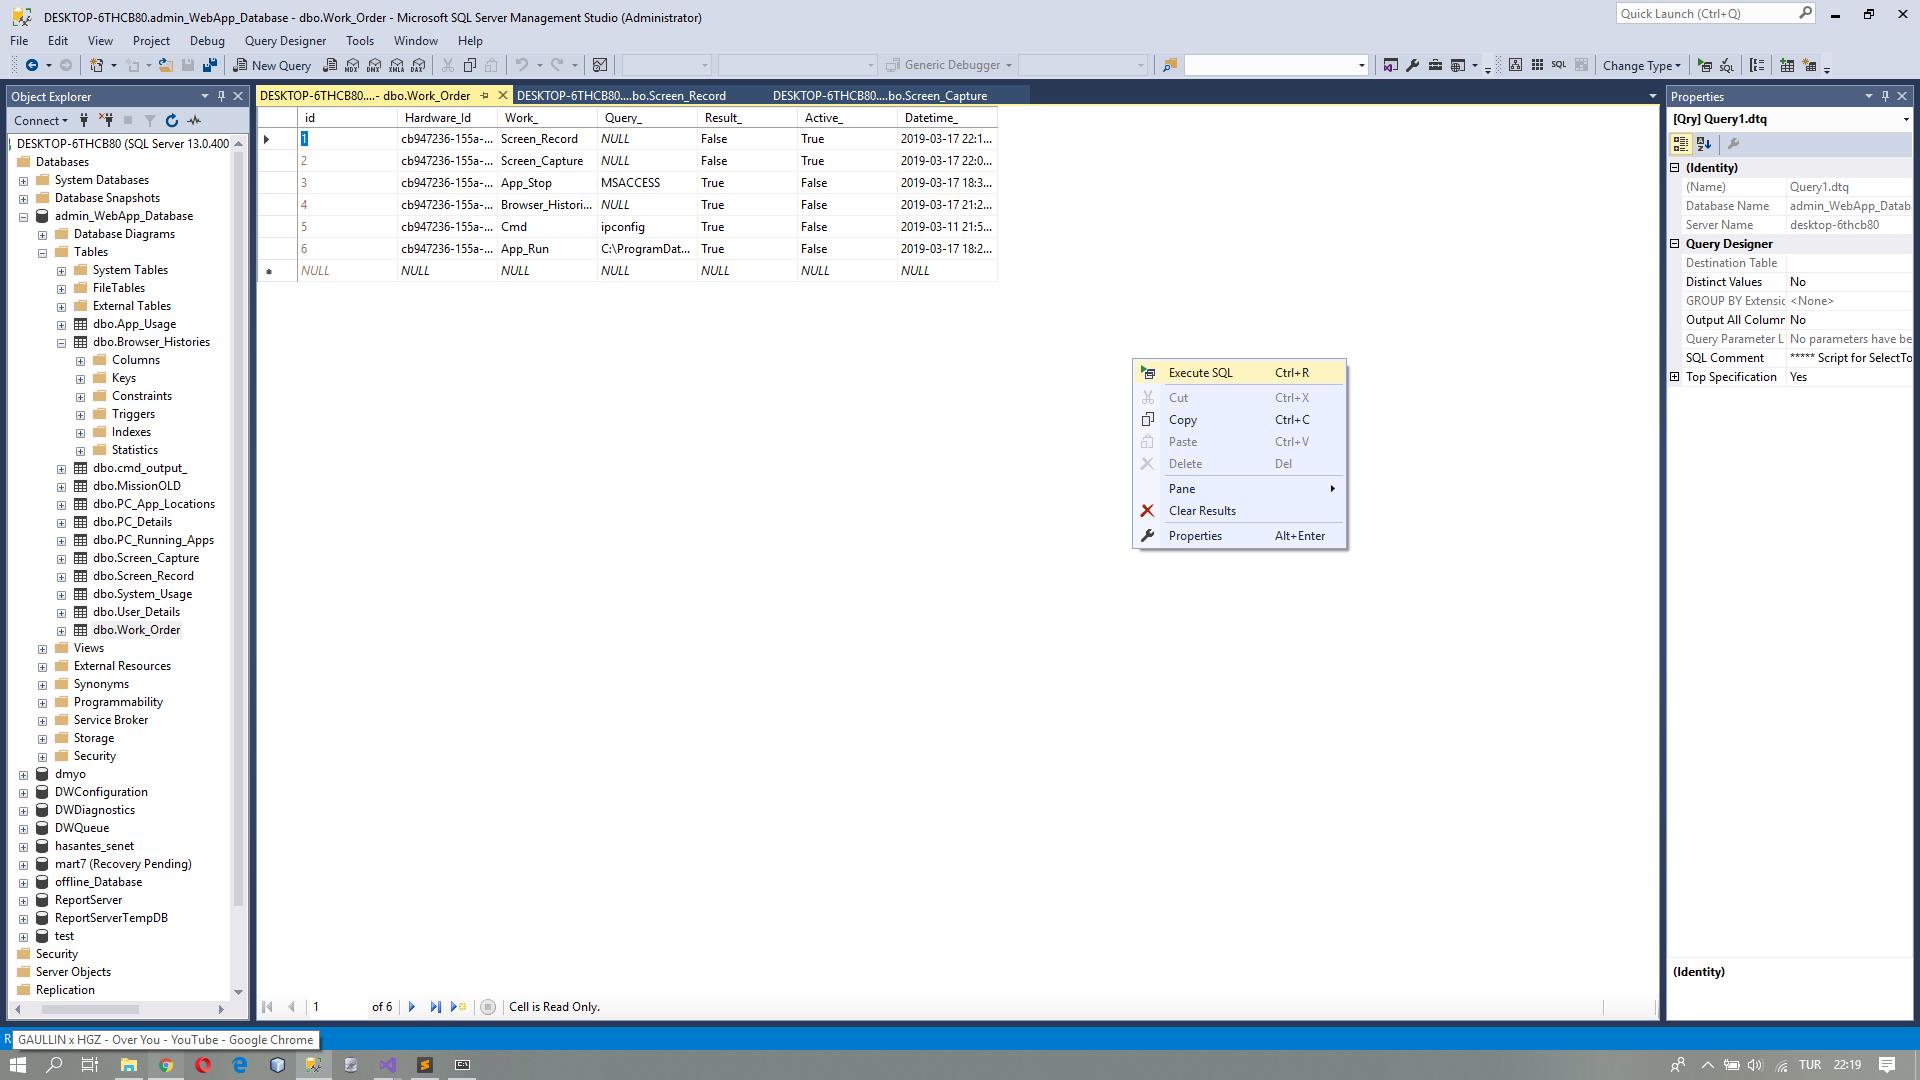 DESKTOP-6THCB80.admin_WebApp_Database - dbo.Work_Order - Microsoft SQL Server Management Studio (Administrator)
Quick Launch (Ctrl+Q)
File Edit View Project Debug Query Designer Tools Window Help
New Query MDX DMX XMLA DAX Generic Debugger SQL Change Type
Object Explorer
Connect
DESKTOP-6THCB80 (SQL Server 13.0.400
Databases
System Databases
Database Snapshots
admin_WebApp_Database
Database Diagrams
Tables
System Tables
FileTables
External Tables
dbo.App_Usage
dbo.Browser_Histories
Columns
Keys
Constraints
Triggers
Indexes
Statistics
dbo.cmd_output_
dbo.MissionOLD
dbo.PC_App_Locations
dbo.PC_Details
dbo.PC_Running_Apps
dbo.Screen_Capture
dbo.Screen_Record
dbo.System_Usage
dbo.User_Details
dbo.Work_Order
Views
External Resources
Synonyms
Programmability
Service Broker
Storage
Security
dmyo
DWConfiguration
DWDiagnostics
DWQueue
hasantes_senet
mart7 (Recovery Pending)
offline_Database
ReportServer
ReportServerTempDB
test
Security
Server Objects
Replication
DESKTOP-6THCB80....- dbo.Work_Order DESKTOP-6THCB80....bo.Screen_Record DESKTOP-6THCB80....bo.Screen_Capture
id Hardware_Id Work_ Query_ Result_ Active_ Datetime_
1 cb947236-155a-... Screen_Record NULL False True 2019-03-17 22:1...
2 cb947236-155a-... Screen_Capture NULL False True 2019-03-17 22:0...
3 cb947236-155a-... App_Stop MSACCESS True False 2019-03-17 18:3...
4 cb947236-155a-... Browser_Histori... NULL True False 2019-03-17 21:2...
5 cb947236-155a-... Cmd ipconfig True False 2019-03-11 21:5...
6 cb947236-155a-... App_Run C:\ProgramDat... True False 2019-03-17 18:2...
NULL NULL NULL NULL NULL NULL NULL
Execute SQL Ctrl+R
Cut Ctrl+X
Copy Ctrl+C
Paste Ctrl+V
Delete Del
Pane
Clear Results
Properties Alt+Enter
1 of 6 Cell is Read Only.
Properties
[Qry] Query1.dtq
(Identity)
(Name) Query1.dtq
Database Name admin_WebApp_Datab
Server Name desktop-6thcb80
Query Designer
Destination Table
Distinct Values No
GROUP BY Extensic <None>
Output All Column No
Query Parameter L No parameters have be
SQL Comment ***** Script for SelectTo
Top Specification Yes
(Identity)
R
GAULLIN x HGZ - Over You - YouTube - Google Chrome
TUR 22:19